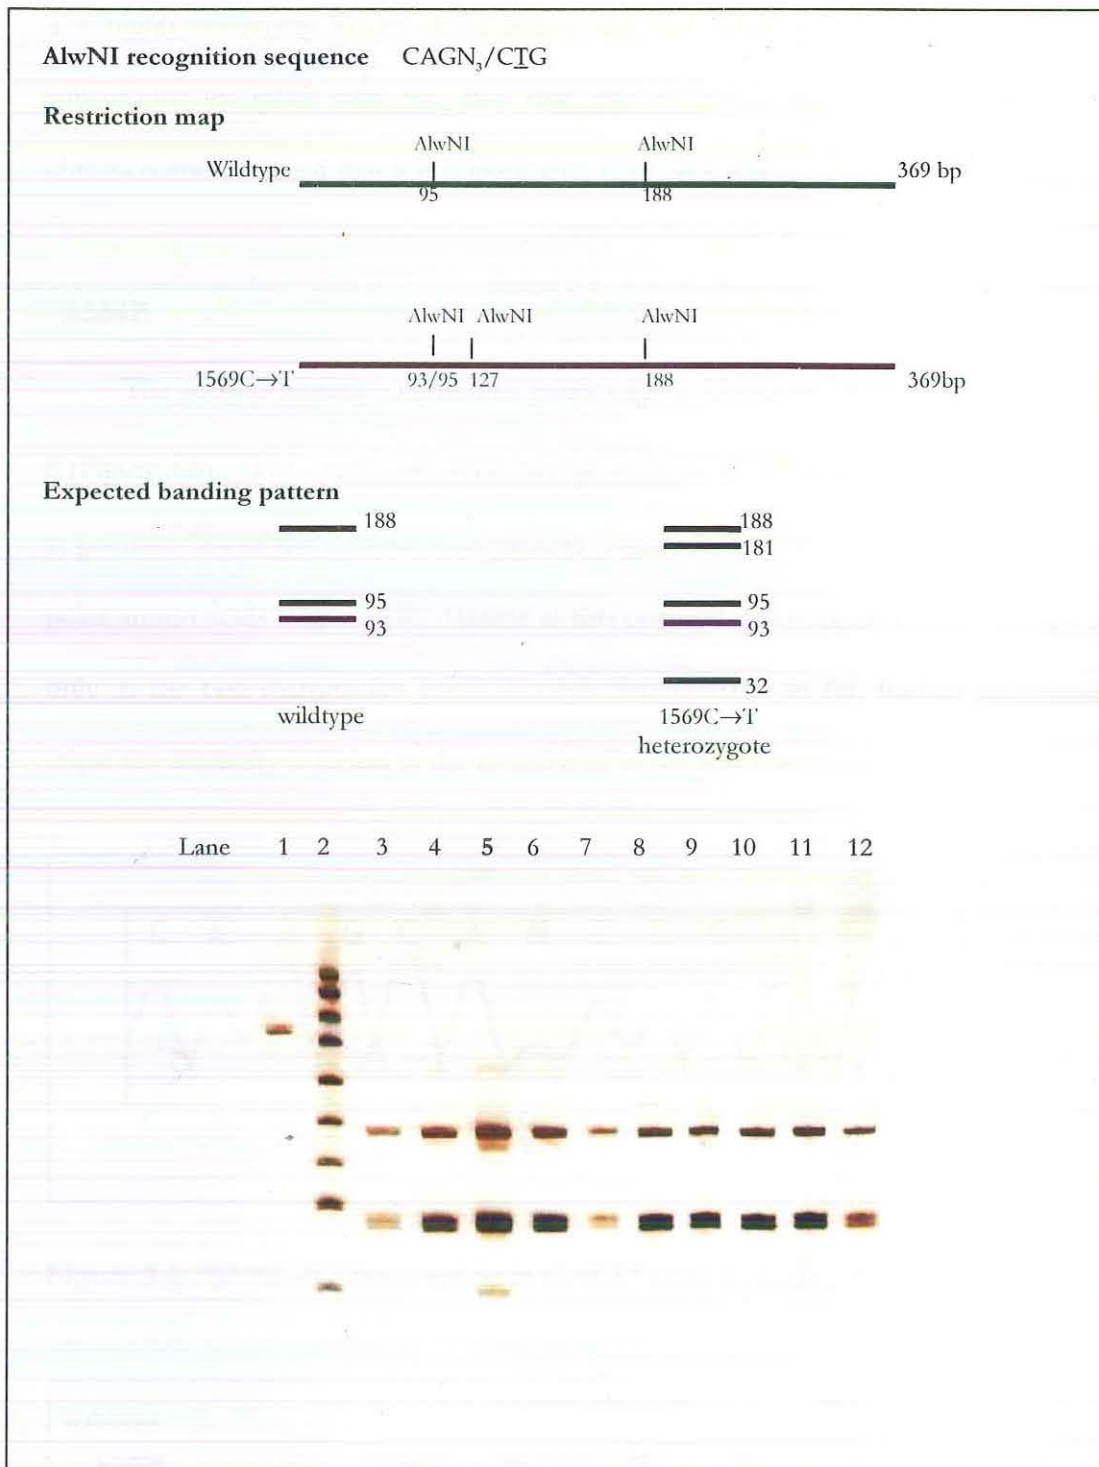 AlwNI recognition sequence CAGN₃/CTG
Restriction map
AlwNI AlwNI
Wildtype 369 bp
95 188
AlwNI AlwNI AlwNI
1569C→T 93/95 127 188 369bp
Expected banding pattern
188 188
181
95 95
93 93
32
wildtype 1569C→T
heterozygote
Lane 1 2 3 4 5 6 7 8 9 10 11 12